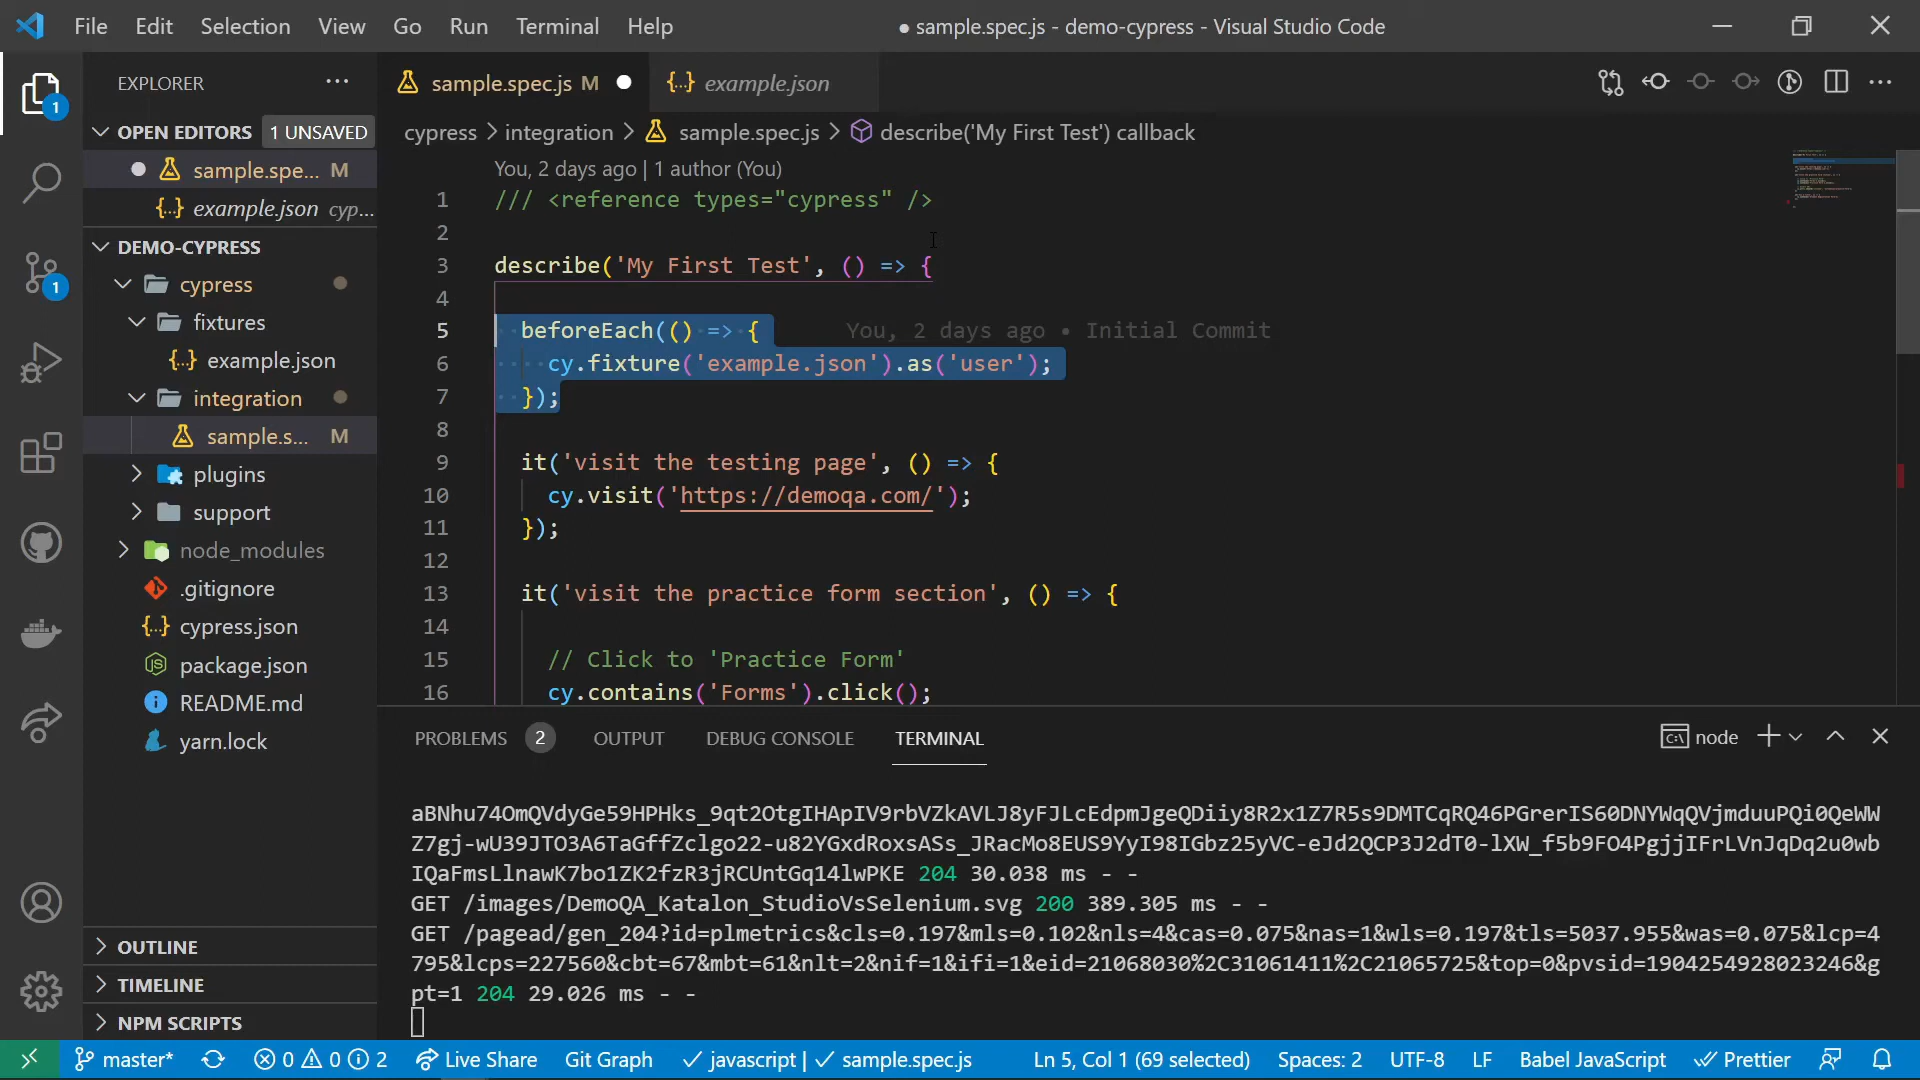 File Edit Selection View Go Run Terminal Help ● sample.spec.js - demo-cypress - Visual Studio Code
EXPLORER
sample.spec.js M
example.json
OPEN EDITORS 1 UNSAVED
cypress integration sample.spec.js describe('My First Test') callback
sample.spe... M
example.json cyp...
DEMO-CYPRESS
cypress
fixtures
example.json
integration
sample.s... M
plugins
support
node_modules
.gitignore
cypress.json
package.json
README.md
yarn.lock
OUTLINE
TIMELINE
NPM SCRIPTS
1
1
You, 2 days ago | 1 author (You)
1 /// <reference types="cypress" />
2
3 describe('My First Test', () => {
4
5 beforeEach(() => { You, 2 days ago • Initial Commit
6 cy.fixture('example.json').as('user');
7 });
8
9 it('visit the testing page', () => {
10 cy.visit('https://demoqa.com/');
11 });
12
13 it('visit the practice form section', () => {
14
15 // Click to 'Practice Form'
16 cy.contains('Forms').click();
PROBLEMS 2 OUTPUT DEBUG CONSOLE TERMINAL node
aBNhu74OmQVdyGe59HPHks_9qt2OtgIHApIV9rbVZkAVLJ8yFJLcEdpmJgeQDiiy8R2x1Z7R5s9DMTCqRQ46PGrerIS60DNYWqQVjmduuPQi0QeWW
Z7gj-wU39JTO3A6TaGffZclgo22-u82YGxdRoxsASs_JRacMo8EUS9YyI98IGbz25yVC-eJd2QCP3J2dT0-lXW_f5b9FO4PgjjIFrLVnJqDq2u0wb
IQaFmsLlnawK7bo1ZK2fzR3jRCUntGq14lwPKE 204 30.038 ms - -
GET /images/DemoQA_Katalon_StudioVsSelenium.svg 200 389.305 ms - -
GET /pagead/gen_204?id=plmetrics&cls=0.197&mls=0.102&nls=4&cas=0.075&nas=1&wls=0.197&tls=5037.955&was=0.075&lcp=4
795&lcps=227560&cbt=67&mbt=61&nlt=2&nif=1&ifi=1&eid=21068030%2C31061411%2C21065725&top=0&pvsid=1904254928023246&g
pt=1 204 29.026 ms - -
master* 0 0 2 Live Share Git Graph javascript | sample.spec.js Ln 5, Col 1 (69 selected) Spaces: 2 UTF-8 LF Babel JavaScript Prettier